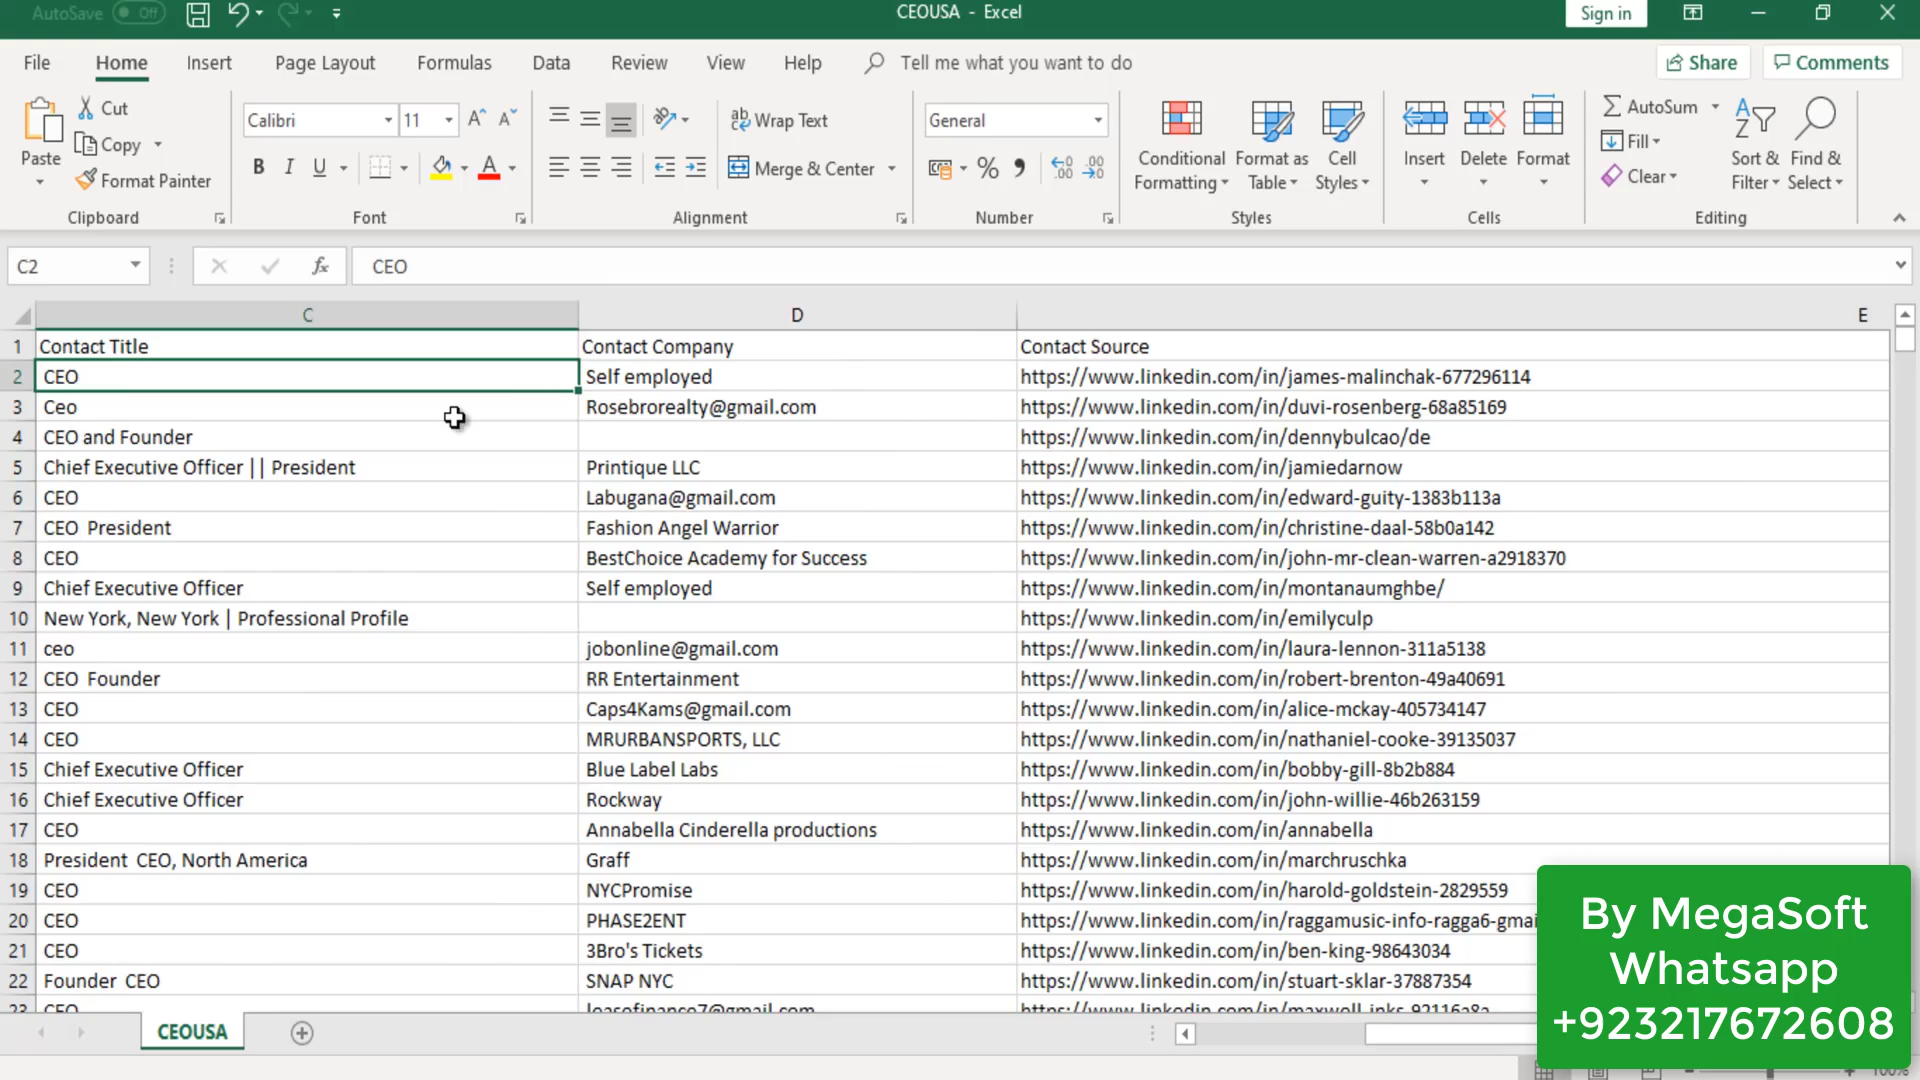 AutoSave Off CEOUSA - Excel Sign in
File Home Insert Page Layout Formulas Data Review View Help Tell me what you want to do Share Comments
Paste Cut Copy Format Painter Clipboard
Calibri 11 B I U A Font
Wrap Text Merge & Center Alignment
General % Number
Conditional Formatting Format as Table Cell Styles Styles
Insert Delete Format Cells
AutoSum Fill Clear Sort & Filter Find & Select Editing
C2 fx CEO
C D E
1 Contact Title Contact Company Contact Source
2 CEO Self employed https://www.linkedin.com/in/james-malinchak-677296114
3 Ceo Rosebrorealty@gmail.com https://www.linkedin.com/in/duvi-rosenberg-68a85169
4 CEO and Founder https://www.linkedin.com/in/dennybulcao/de
5 Chief Executive Officer || President Printique LLC https://www.linkedin.com/in/jamiedarnow
6 CEO Labugana@gmail.com https://www.linkedin.com/in/edward-guity-1383b113a
7 CEO President Fashion Angel Warrior https://www.linkedin.com/in/christine-daal-58b0a142
8 CEO BestChoice Academy for Success https://www.linkedin.com/in/john-mr-clean-warren-a2918370
9 Chief Executive Officer Self employed https://www.linkedin.com/in/montanaumghbe/
10 New York, New York | Professional Profile https://www.linkedin.com/in/emilyculp
11 ceo jobonline@gmail.com https://www.linkedin.com/in/laura-lennon-311a5138
12 CEO Founder RR Entertainment https://www.linkedin.com/in/robert-brenton-49a40691
13 CEO Caps4Kams@gmail.com https://www.linkedin.com/in/alice-mckay-405734147
14 CEO MRURBANSPORTS, LLC https://www.linkedin.com/in/nathaniel-cooke-39135037
15 Chief Executive Officer Blue Label Labs https://www.linkedin.com/in/bobby-gill-8b2b884
16 Chief Executive Officer Rockway https://www.linkedin.com/in/john-willie-46b263159
17 CEO Annabella Cinderella productions https://www.linkedin.com/in/annabella
18 President CEO, North America Graff https://www.linkedin.com/in/marchruschka
19 CEO NYCPromise https://www.linkedin.com/in/harold-goldstein-2829559
20 CEO PHASE2ENT https://www.linkedin.com/in/raggamusic-info-ragga6-gmai
21 CEO 3Bro's Tickets https://www.linkedin.com/in/ben-king-98643034
22 Founder CEO SNAP NYC https://www.linkedin.com/in/stuart-sklar-37887354
23 CEO
CEOUSA
By MegaSoft
Whatsapp
+923217672608
100%